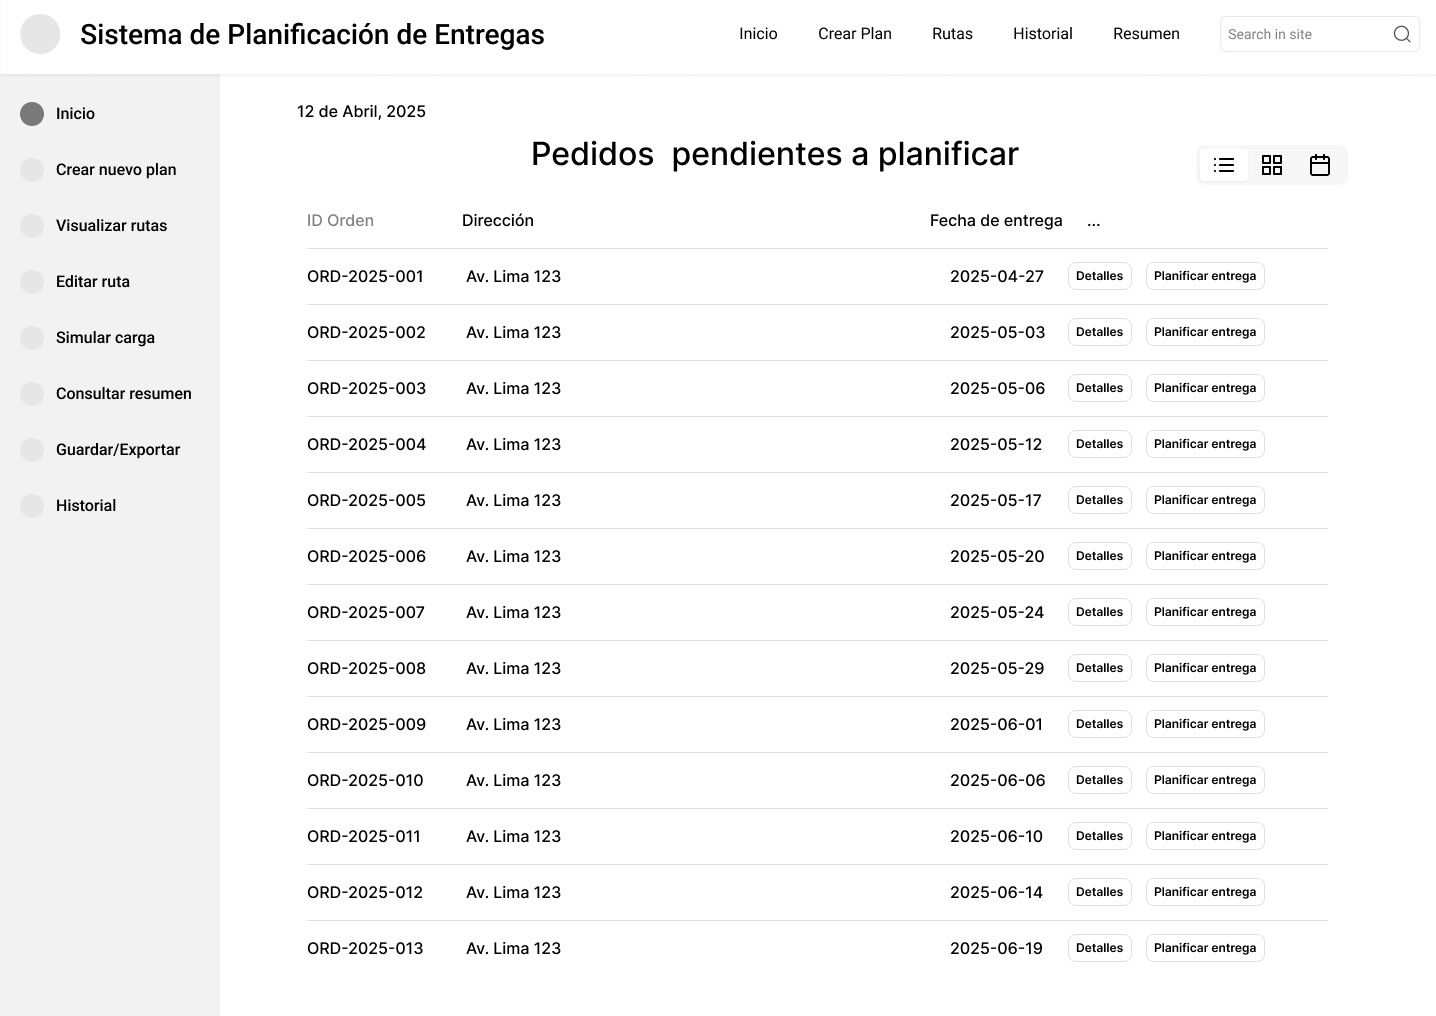 Sistema de Planificación de Entregas
Inicio Crear Plan Rutas Historial Resumen Search in site
Inicio
Crear nuevo plan
Visualizar rutas
Editar ruta
Simular carga
Consultar resumen
Guardar/Exportar
Historial
12 de Abril, 2025
Pedidos pendientes a planificar
ID Orden Dirección Fecha de entrega ...
ORD-2025-001 Av. Lima 123 2025-04-27 Detalles Planificar entrega
ORD-2025-002 Av. Lima 123 2025-05-03 Detalles Planificar entrega
ORD-2025-003 Av. Lima 123 2025-05-06 Detalles Planificar entrega
ORD-2025-004 Av. Lima 123 2025-05-12 Detalles Planificar entrega
ORD-2025-005 Av. Lima 123 2025-05-17 Detalles Planificar entrega
ORD-2025-006 Av. Lima 123 2025-05-20 Detalles Planificar entrega
ORD-2025-007 Av. Lima 123 2025-05-24 Detalles Planificar entrega
ORD-2025-008 Av. Lima 123 2025-05-29 Detalles Planificar entrega
ORD-2025-009 Av. Lima 123 2025-06-01 Detalles Planificar entrega
ORD-2025-010 Av. Lima 123 2025-06-06 Detalles Planificar entrega
ORD-2025-011 Av. Lima 123 2025-06-10 Detalles Planificar entrega
ORD-2025-012 Av. Lima 123 2025-06-14 Detalles Planificar entrega
ORD-2025-013 Av. Lima 123 2025-06-19 Detalles Planificar entrega